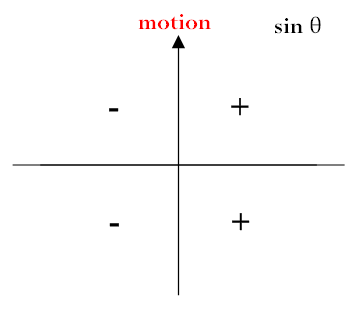 motion
sin θ
- +
- +